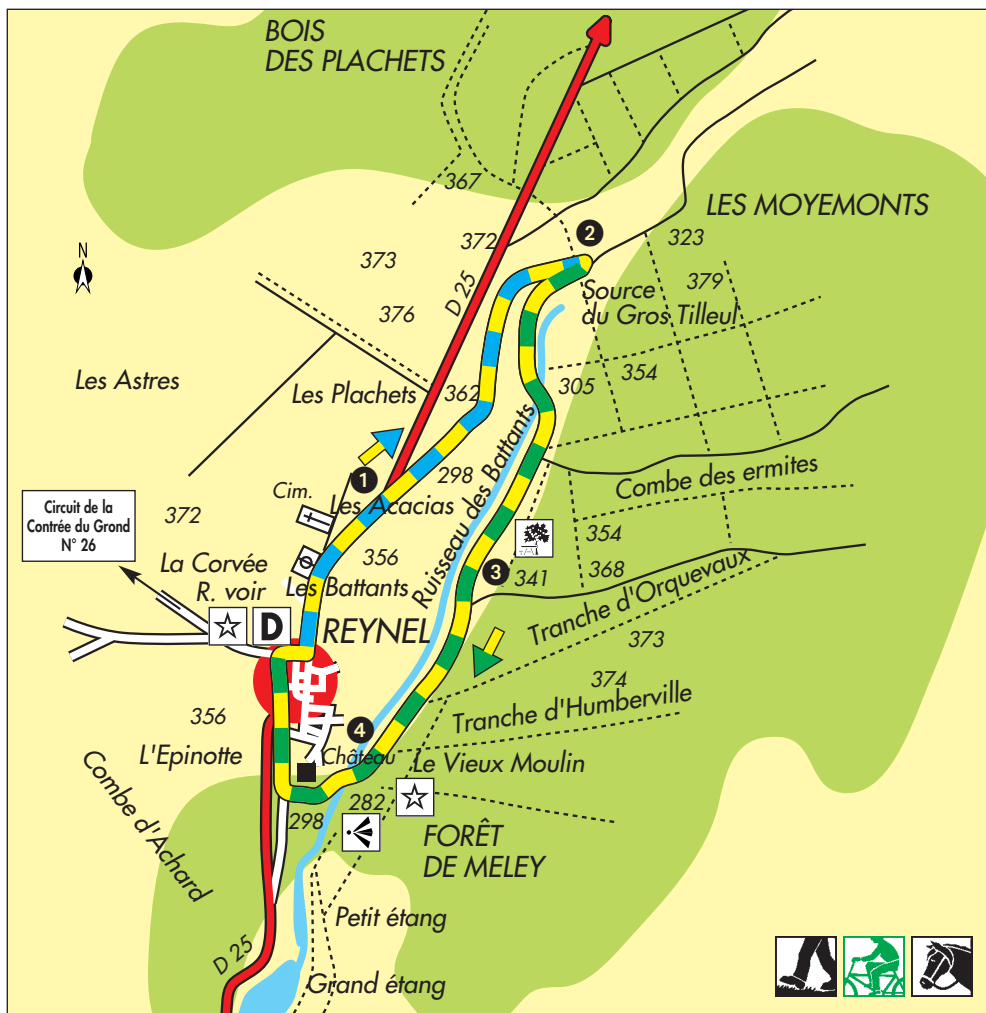 BOIS
DES PLACHETS
367
LES MOYEMONTS
N
372
2
323
373
379
D 25
Source
du Gros Tilleul
376
Les Astres
Les Plachets
362
305
354
1
298
Combe des ermites
Cim.
Les Acacias
Ruisseau des Battants
Circuit de la
Contrée du Grond
N° 26
372
354
La Corvée
356
3
341
368
R. voir
Les Battants
Tranche d'Orquevaux
D
REYNEL
373
374
356
4
Tranche d'Humberville
L'Epinotte
Château
Le Vieux Moulin
Combe d'Achard
282
298
FORÊT
DE MELEY
Petit étang
D 25
Grand étang